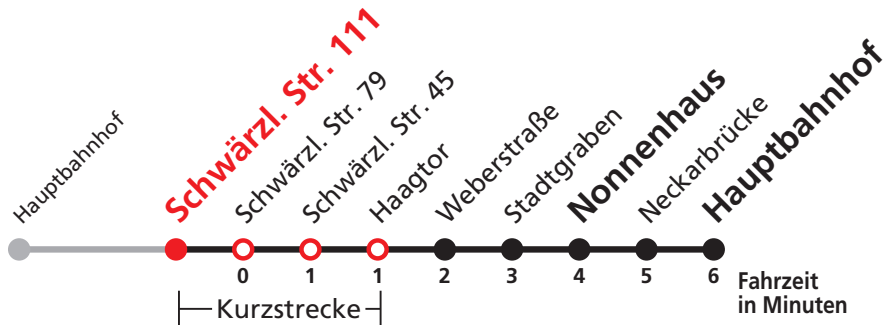 Hauptbahnhof
Schwärzl. Str. 111
Schwärzl. Str. 79
Schwärzl. Str. 45
Haagtor
Weberstraße
Stadtgraben
Nonnenhaus
Neckarbrücke
Hauptbahnhof
0 1 1 2 3 4 5 6
Fahrzeit
in Minuten
Kurzstrecke